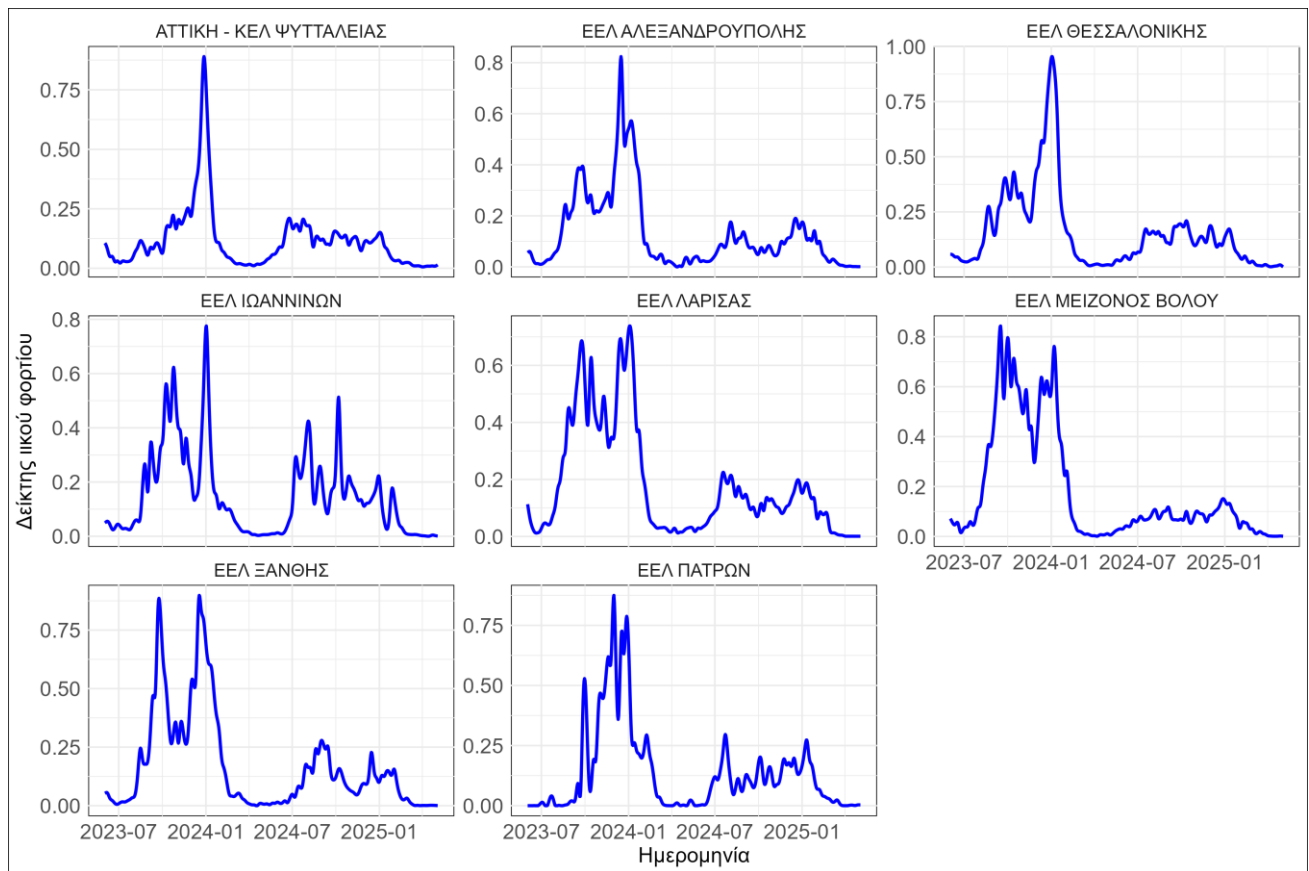 ΑΤΤΙΚΗ - ΚΕΛ ΨΥΤΤΑΛΕΙΑΣ
0.75
0.50
0.25
0.00
ΕΕΛ ΑΛΕΞΑΝΔΡΟΥΠΟΛΗΣ
0.8
0.6
0.4
0.2
0.0
ΕΕΛ ΘΕΣΣΑΛΟΝΙΚΗΣ
1.00
0.75
0.50
0.25
0.00
Δείκτης ιικού φορτίου
ΕΕΛ ΙΩΑΝΝΙΝΩΝ
0.8
0.6
0.4
0.2
0.0
ΕΕΛ ΛΑΡΙΣΑΣ
0.6
0.4
0.2
0.0
ΕΕΛ ΜΕΙΖΟΝΟΣ ΒΟΛΟΥ
0.8
0.6
0.4
0.2
0.0
2023-07 2024-01 2024-07 2025-01
ΕΕΛ ΞΑΝΘΗΣ
0.75
0.50
0.25
0.00
2023-07 2024-01 2024-07 2025-01
ΕΕΛ ΠΑΤΡΩΝ
0.75
0.50
0.25
0.00
2023-07 2024-01 2024-07 2025-01
Ημερομηνία